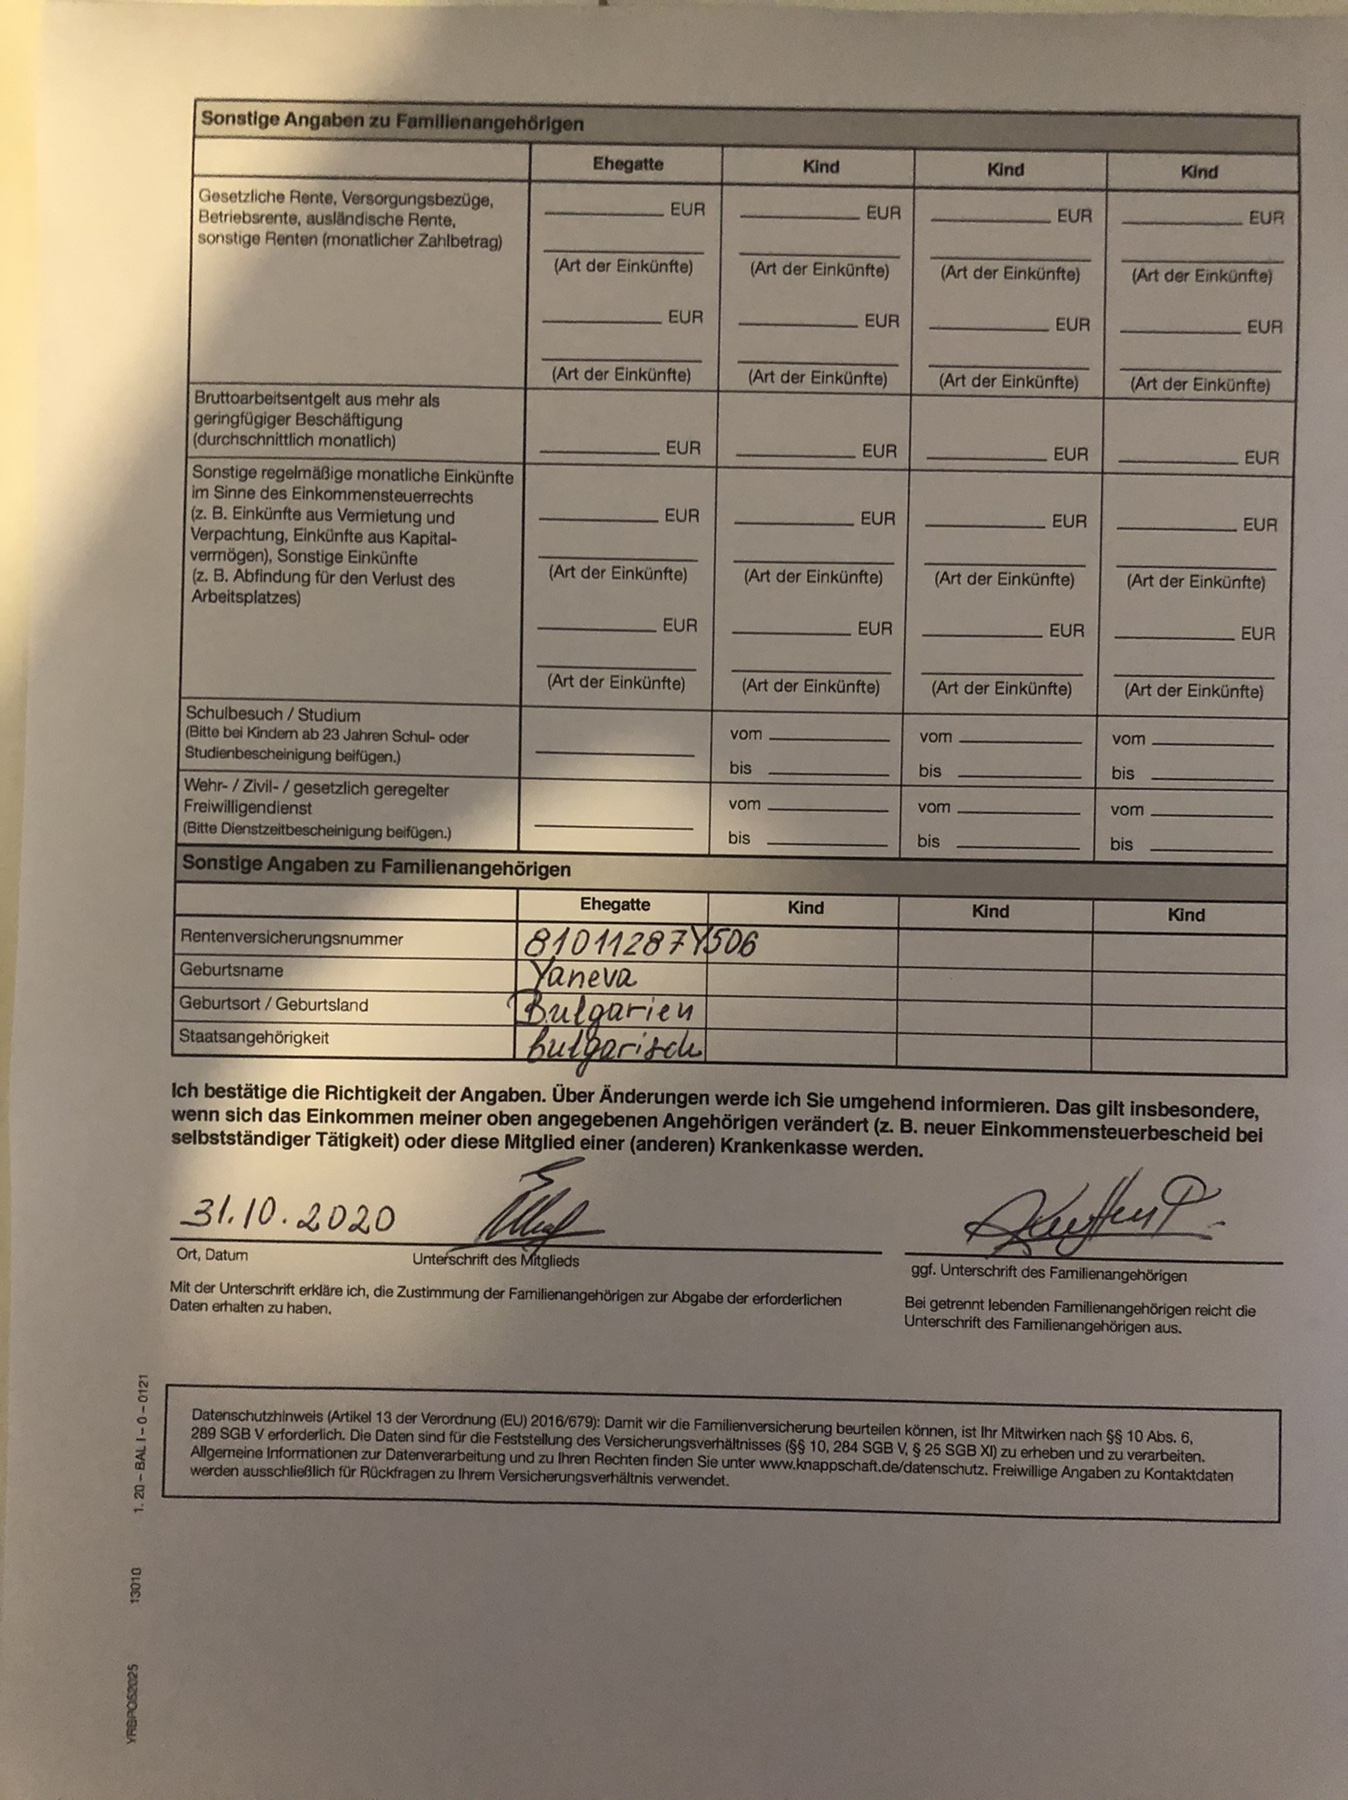 Sonstige Angaben zu Familienangehörigen
Ehegatte Kind Kind Kind
Gesetzliche Rente, Versorgungsbezüge,
Betriebsrente, ausländische Rente,
sonstige Renten (monatlicher Zahlbetrag)
EUR EUR EUR EUR
(Art der Einkünfte) (Art der Einkünfte) (Art der Einkünfte) (Art der Einkünfte)
EUR EUR EUR EUR
(Art der Einkünfte) (Art der Einkünfte) (Art der Einkünfte) (Art der Einkünfte)
Bruttoarbeitsentgelt aus mehr als
geringfügiger Beschäftigung
(durchschnittlich monatlich)
EUR EUR EUR EUR
Sonstige regelmäßige monatliche Einkünfte
im Sinne des Einkommensteuerrechts
(z. B. Einkünfte aus Vermietung und
Verpachtung, Einkünfte aus Kapital-
vermögen), Sonstige Einkünfte
(z. B. Abfindung für den Verlust des
Arbeitsplatzes)
EUR EUR EUR EUR
(Art der Einkünfte) (Art der Einkünfte) (Art der Einkünfte) (Art der Einkünfte)
EUR EUR EUR EUR
(Art der Einkünfte) (Art der Einkünfte) (Art der Einkünfte) (Art der Einkünfte)
Schulbesuch / Studium
(Bitte bei Kindern ab 23 Jahren Schul- oder
Studienbescheinigung beifügen.)
vom vom vom
bis bis bis
Wehr- / Zivil- / gesetzlich geregelter
Freiwilligendienst
(Bitte Dienstzeitbescheinigung beifügen.)
vom vom vom
bis bis bis
Sonstige Angaben zu Familienangehörigen
Ehegatte Kind Kind Kind
Rentenversicherungsnummer 81011287Y506
Geburtsname Yaneva
Geburtsort / Geburtsland Bulgarien
Staatsangehörigkeit bulgarisch
Ich bestätige die Richtigkeit der Angaben. Über Änderungen werde ich Sie umgehend informieren. Das gilt insbesondere,
wenn sich das Einkommen meiner oben angegebenen Angehörigen verändert (z. B. neuer Einkommensteuerbescheid bei
selbstständiger Tätigkeit) oder diese Mitglied einer (anderen) Krankenkasse werden.
31.10.2020
Ort, Datum Unterschrift des Mitglieds
ggf. Unterschrift des Familienangehörigen
Mit der Unterschrift erkläre ich, die Zustimmung der Familienangehörigen zur Abgabe der erforderlichen
Daten erhalten zu haben.
Bei getrennt lebenden Familienangehörigen reicht die
Unterschrift des Familienangehörigen aus.
Datenschutzhinweis (Artikel 13 der Verordnung (EU) 2016/679): Damit wir die Familienversicherung beurteilen können, ist Ihr Mitwirken nach §§ 10 Abs. 6,
289 SGB V erforderlich. Die Daten sind für die Feststellung des Versicherungsverhältnisses (§§ 10, 284 SGB V, § 25 SGB XI) zu erheben und zu verarbeiten.
Allgemeine Informationen zur Datenverarbeitung und zu Ihren Rechten finden Sie unter www.knappschaft.de/datenschutz. Freiwillige Angaben zu Kontaktdaten
werden ausschließlich für Rückfragen zu Ihrem Versicherungsverhältnis verwendet.
13010 1. 20 – BAL I – 0 – 0121